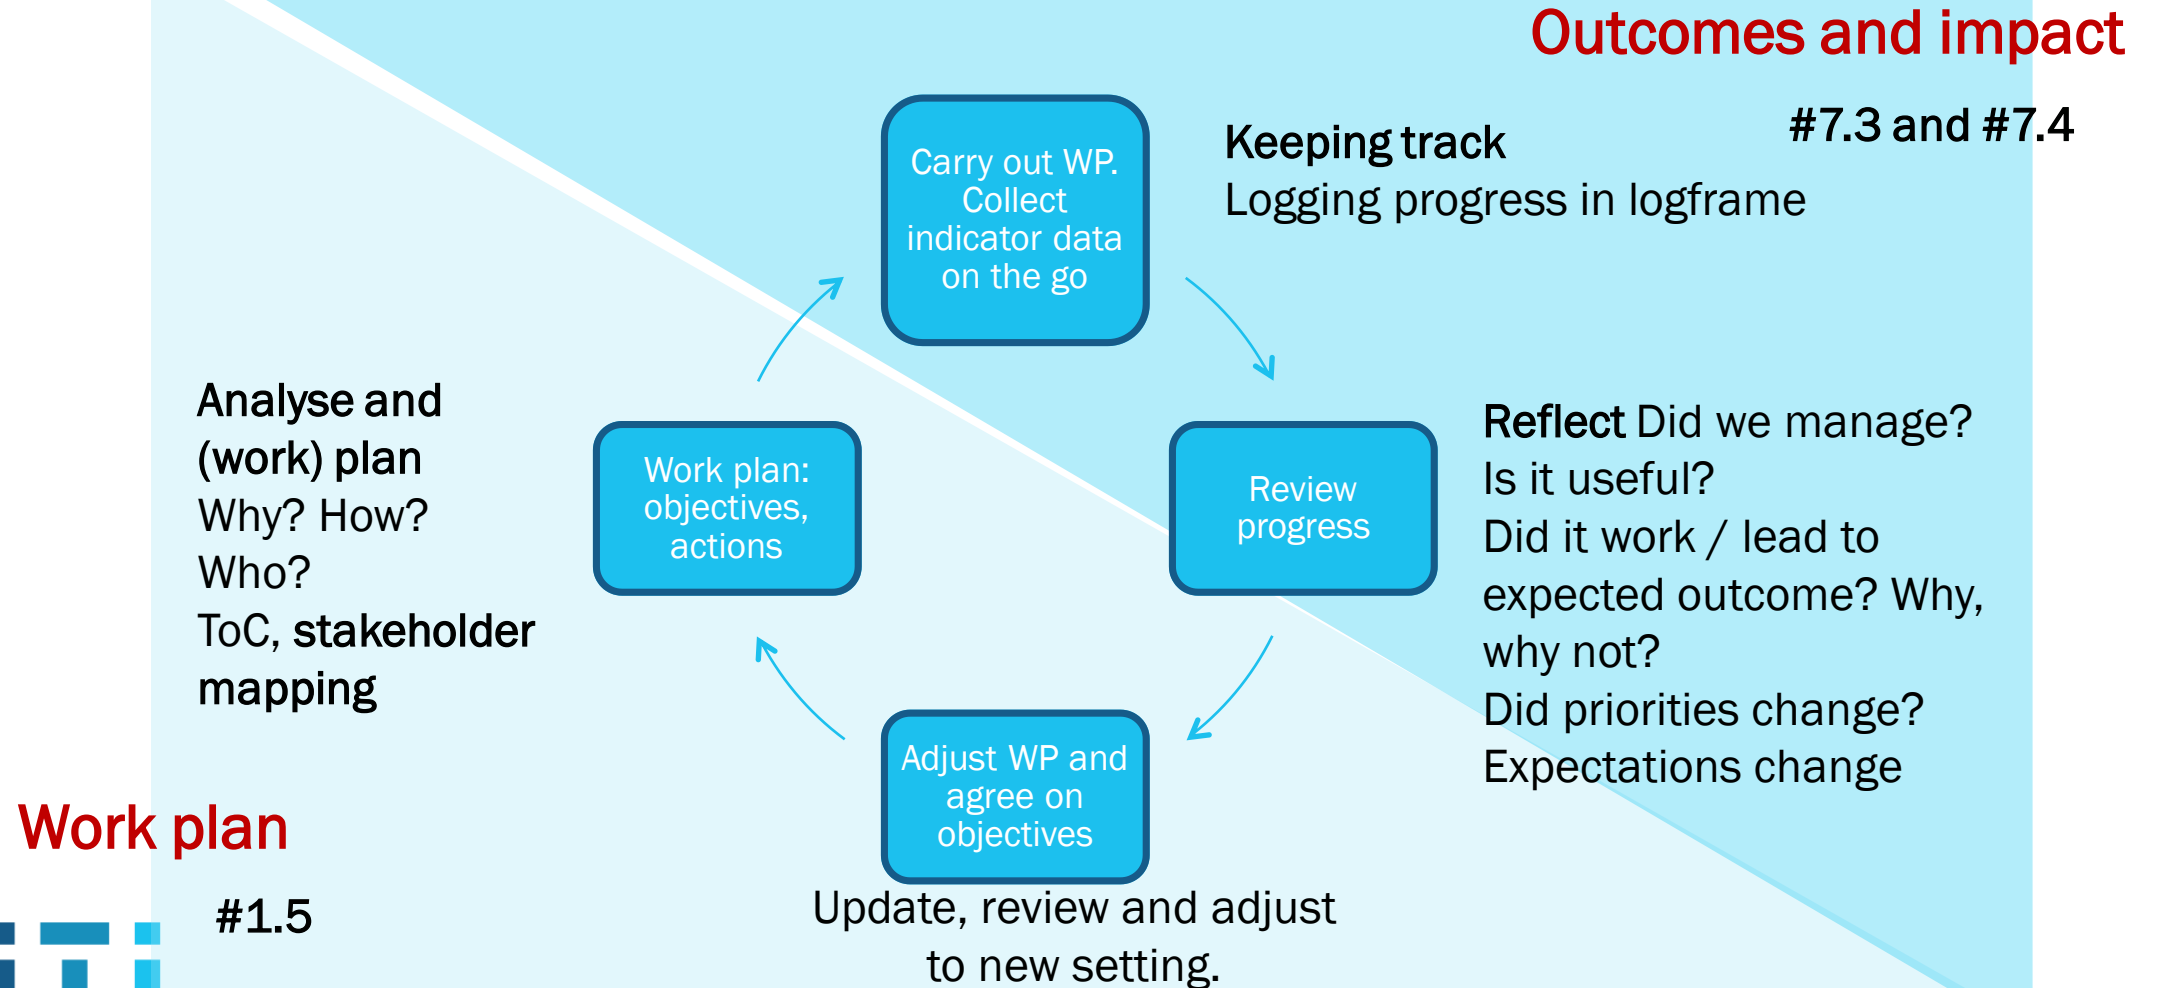 Outcomes and impact
#7.3 and #7.4
Carry out WP.
Collect
indicator data
on the go
Keeping track
Logging progress in logframe
Analyse and
(work) plan
Why? How?
Who?
ToC, stakeholder
mapping
Work plan:
objectives,
actions
Review
progress
Reflect Did we manage?
Is it useful?
Did it work / lead to
expected outcome? Why,
why not?
Did priorities change?
Expectations change
Adjust WP and
agree on
objectives
Update, review and adjust
to new setting.
Work plan
#1.5